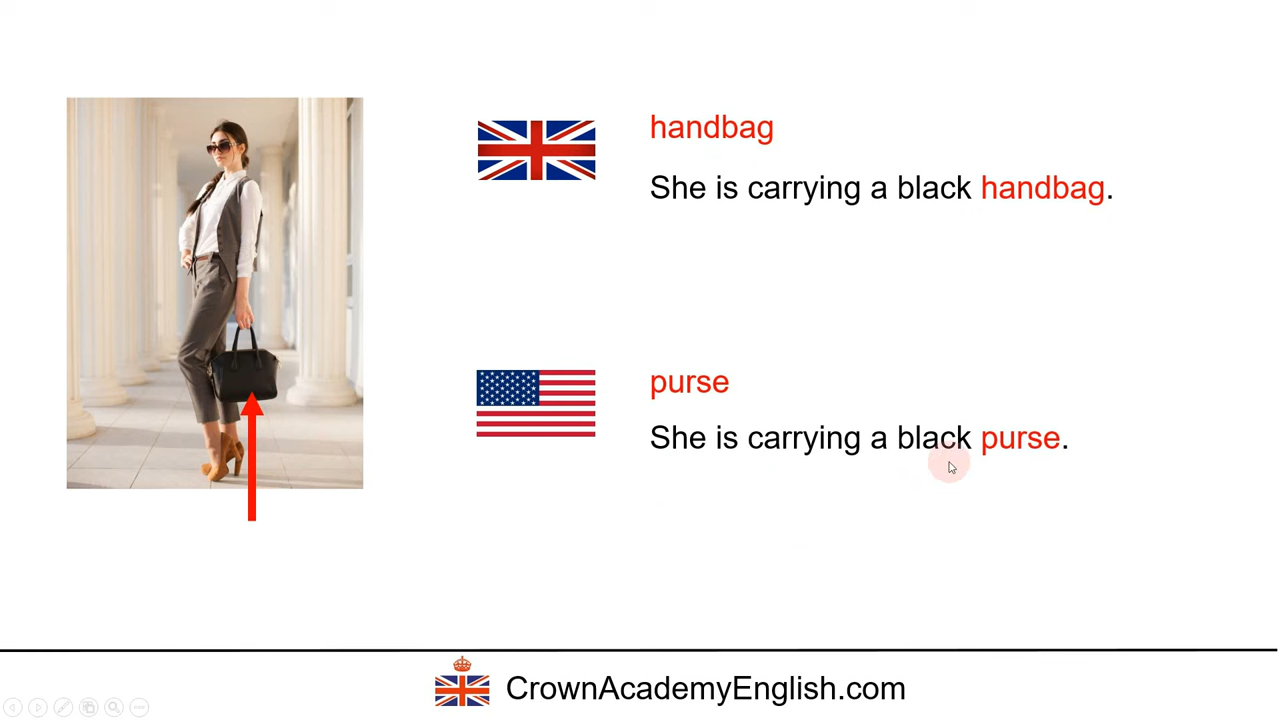 handbag
She is carrying a black handbag.
purse
She is carrying a black purse.
CrownAcademyEnglish.com